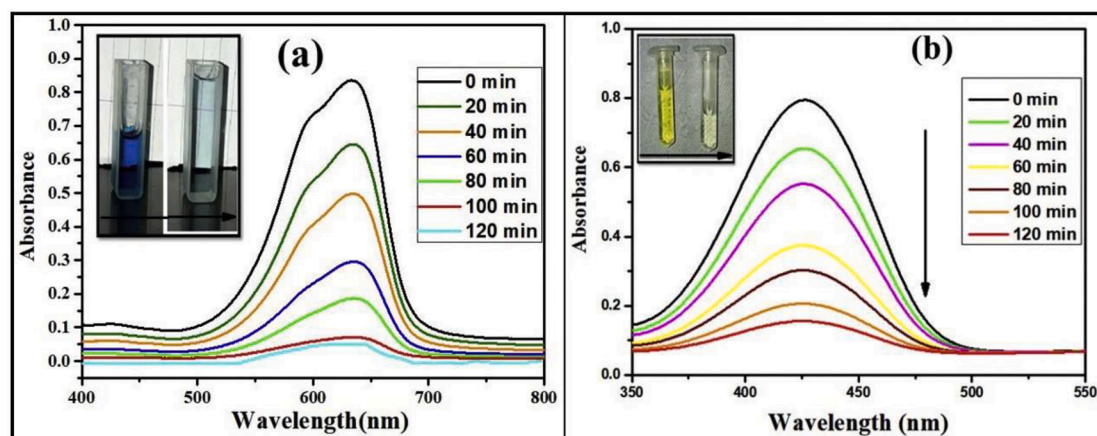 (a)
1.0
0.9
0.8
0.7
0.6
0.5
0.4
0.3
0.2
0.1
0.0
Absorbance
0 min
20 min
40 min
60 min
80 min
100 min
120 min
400 500 600 700 800
Wavelength(nm)
(b)
1.0
0.8
0.6
0.4
0.2
0.0
Absorbance
0 min
20 min
40 min
60 min
80 min
100 min
120 min
350 400 450 500 550
Wavelength (nm)